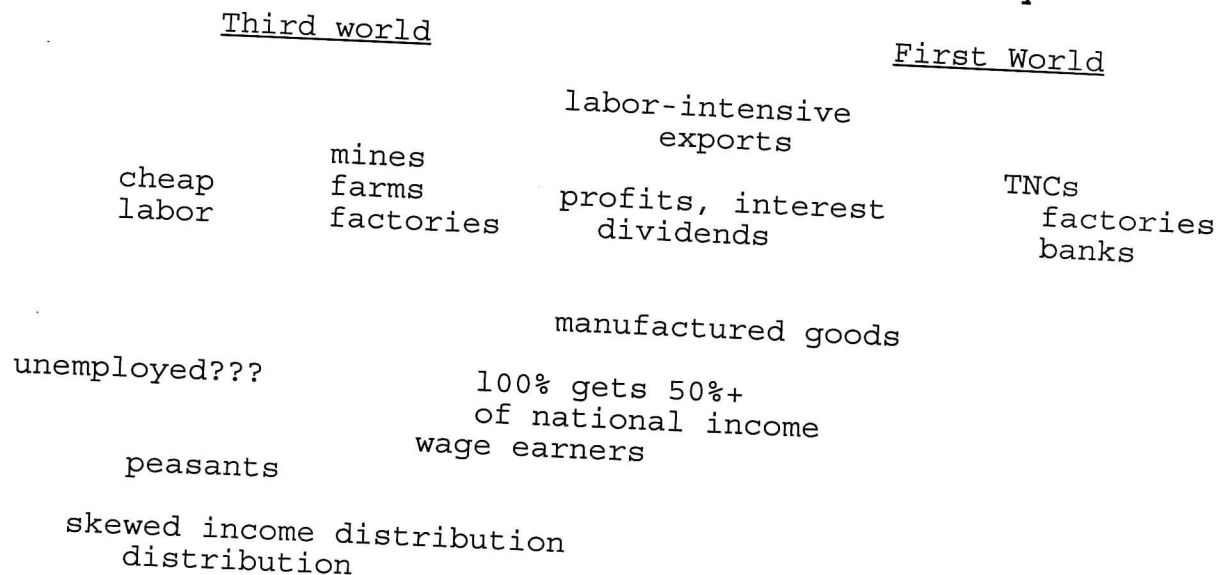 Third world
First World
labor-intensive
exports
mines
cheap farms
labor factories
profits, interest
dividends
TNCs
factories
banks
manufactured goods
unemployed???
100% gets 50%+
of national income
wage earners
peasants
skewed income distribution
distribution